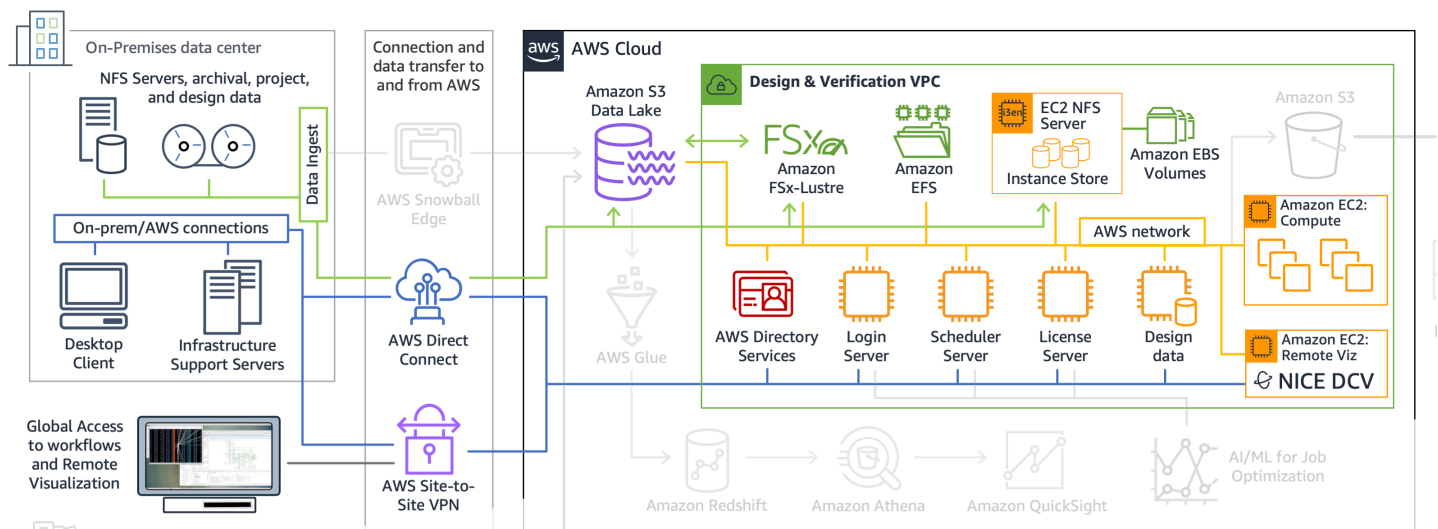 On-Premises data center
NFS Servers, archival, project,
and design data
Data Ingest
On-prem/AWS connections
Desktop
Client
Infrastructure
Support Servers
Global Access
to workflows
and Remote
Visualization
Connection and
data transfer to
and from AWS
AWS Snowball
Edge
AWS Direct
Connect
AWS Site-to-
Site VPN
aws
AWS Cloud
Amazon S3
Data Lake
AWS Glue
Design & Verification VPC
FSx
Amazon
FSx-Lustre
Amazon
EFS
i3en
EC2 NFS
Server
Instance Store
Amazon EBS
Volumes
Amazon S3
AWS network
Amazon EC2:
Compute
AWS Directory
Services
Login
Server
Scheduler
Server
License
Server
Design
data
Amazon EC2:
Remote Viz
NICE DCV
Amazon Redshift
Amazon Athena
Amazon QuickSight
AI/ML for Job
Optimization